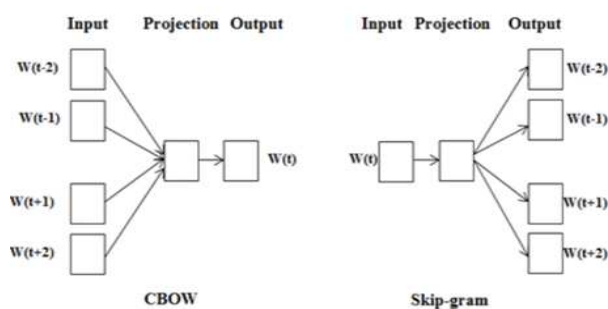 Input Projection Output Input Projection Output
W(t-2) W(t-2)
W(t-1) W(t-1)
W(t) W(t)
W(t+1) W(t+1)
W(t+2) W(t+2)
CBOW Skip-gram